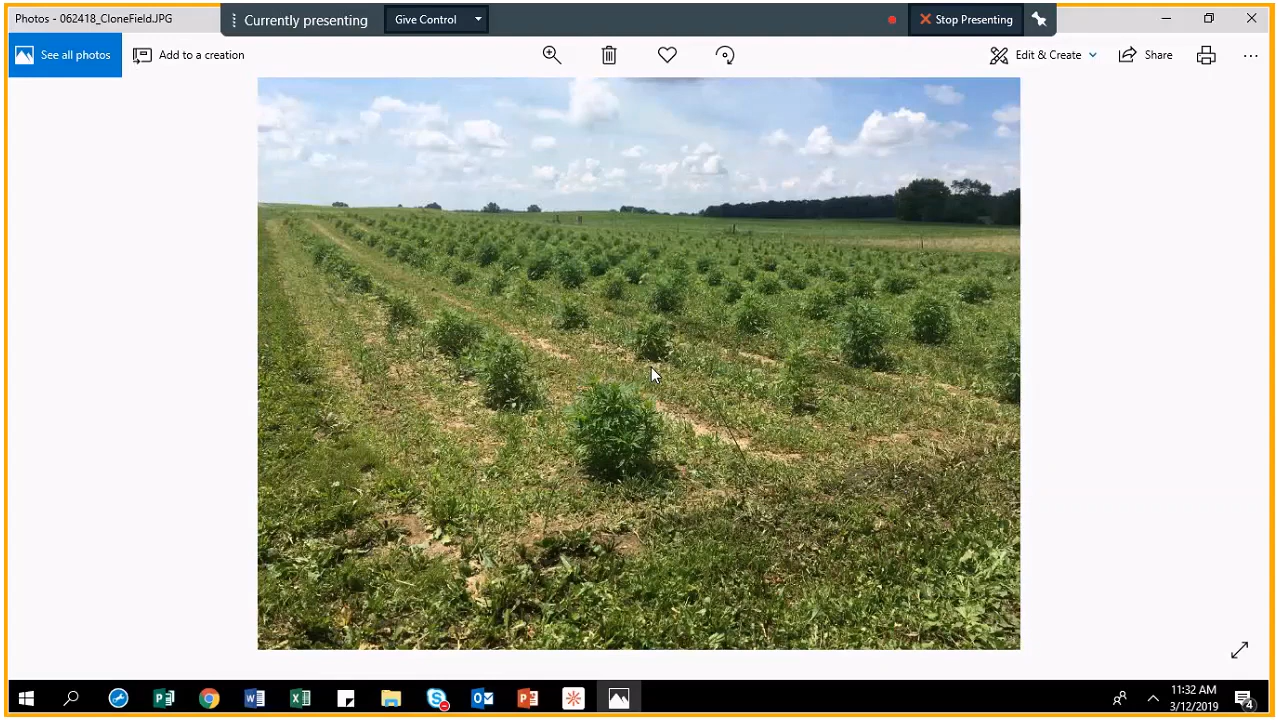 Photos - 062418_CloneField.JPG
Currently presenting
Give Control
Stop Presenting
See all photos
Add to a creation
Edit & Create
Share
11:32 AM
3/12/2019
4